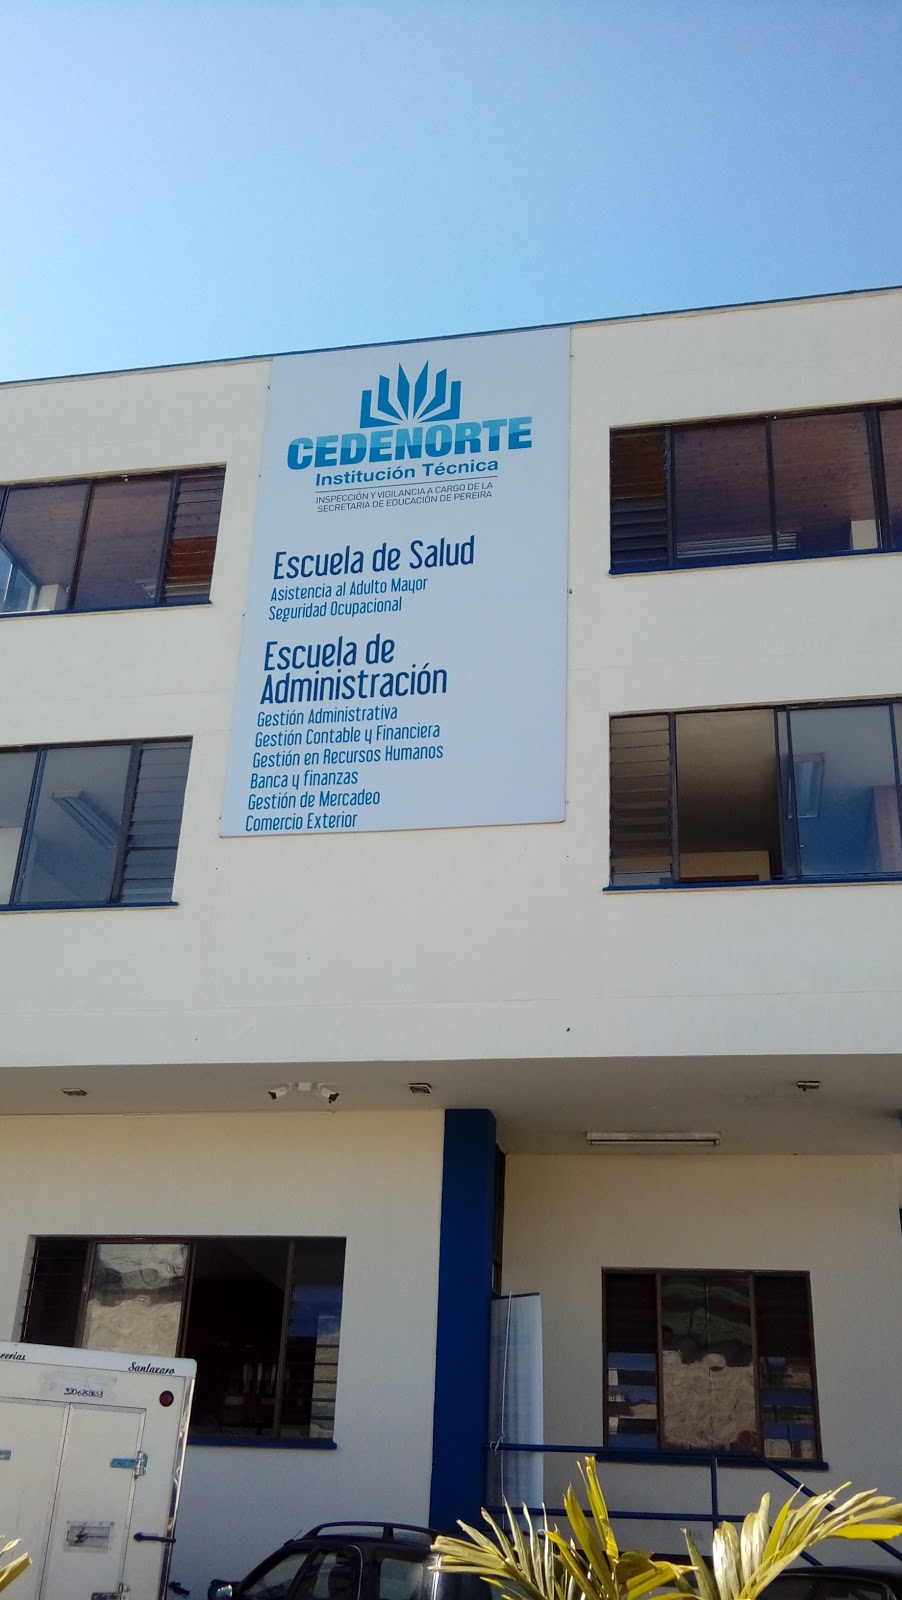 CEDENORTE
Institución Técnica
INSPECCIÓN Y VIGILANCIA A CARGO DE LA
SECRETARIA DE EDUCACIÓN DE PEREIRA
Escuela de Salud
Asistencia al Adulto Mayor
Seguridad Ocupacional
Escuela de
Administración
Gestión Administrativa
Gestión Contable y Financiera
Gestión en Recursos Humanos
Banca y finanzas
Gestión de Mercadeo
Comercio Exterior
Santazaro